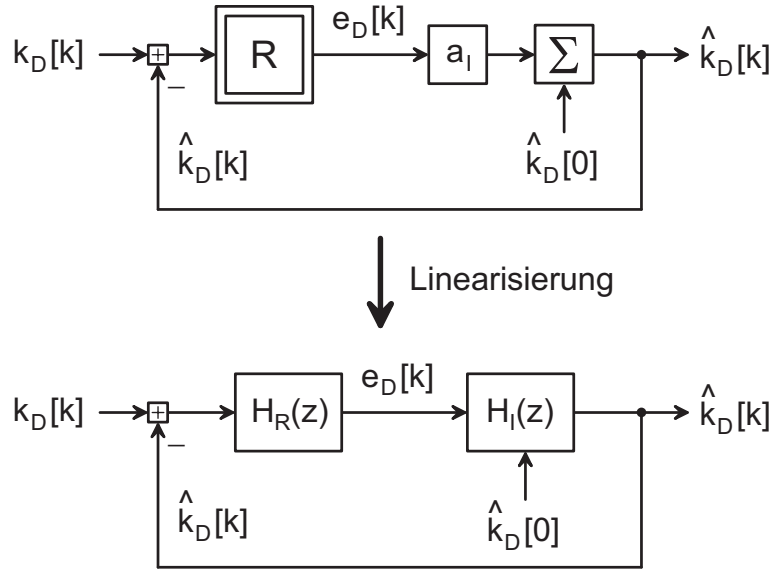 e_D[k]
k_D[k] + R a_I Σ k̂_D[k]
−
k̂_D[k] k̂_D[0]
Linearisierung
e_D[k]
k_D[k] + H_R(z) H_I(z) k̂_D[k]
−
k̂_D[k] k̂_D[0]